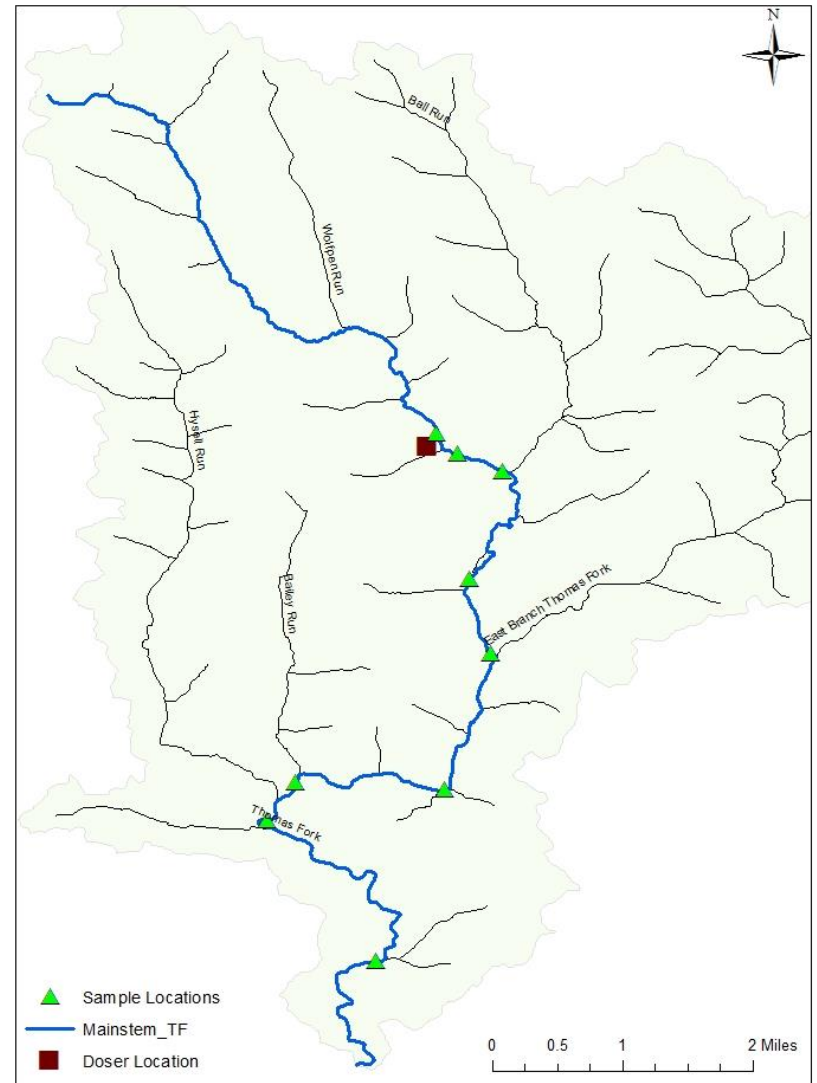 N
Ball Run
Wolfpen Run
Hysell Run
Bailey Run
East Branch Thomas Fork
Thomas Fork
Sample Locations
Mainstem_TF
Doser Location
0 0.5 1 2 Miles